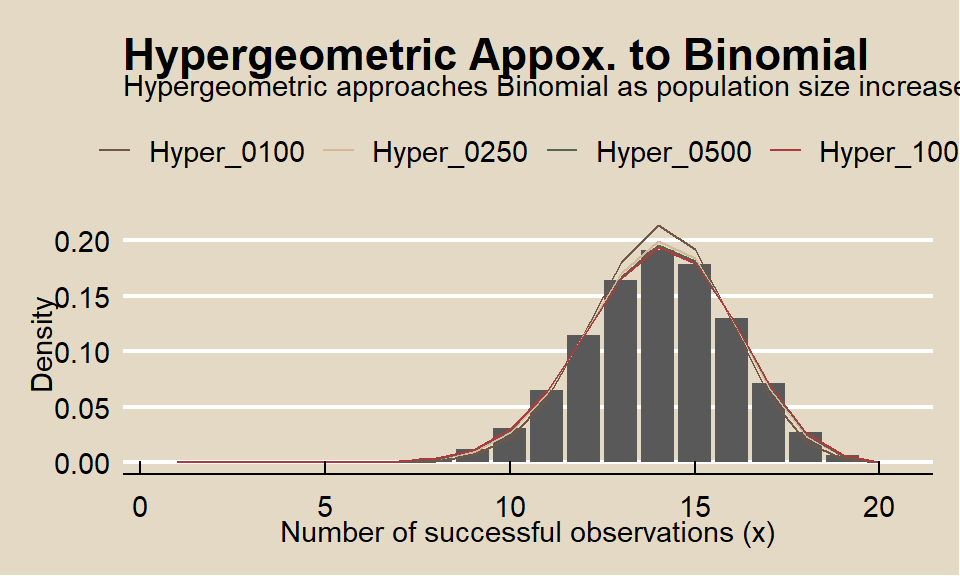 Hypergeometric Appox. to Binomial
Hypergeometric approaches Binomial as population size increase
Hyper_0100 Hyper_0250 Hyper_0500 Hyper_100
0.20
0.15
0.10
0.05
0.00
Density
0 5 10 15 20
Number of successful observations (x)